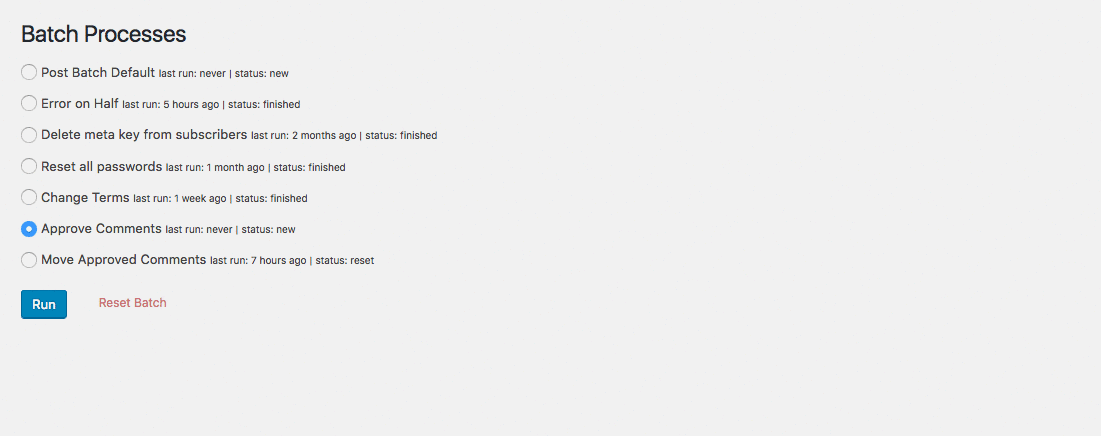 Batch Processes
Post Batch Default last run: never | status: new
Error on Half last run: 5 hours ago | status: finished
Delete meta key from subscribers last run: 2 months ago | status: finished
Reset all passwords last run: 1 month ago | status: finished
Change Terms last run: 1 week ago | status: finished
Approve Comments last run: never | status: new
Move Approved Comments last run: 7 hours ago | status: reset
Run Reset Batch